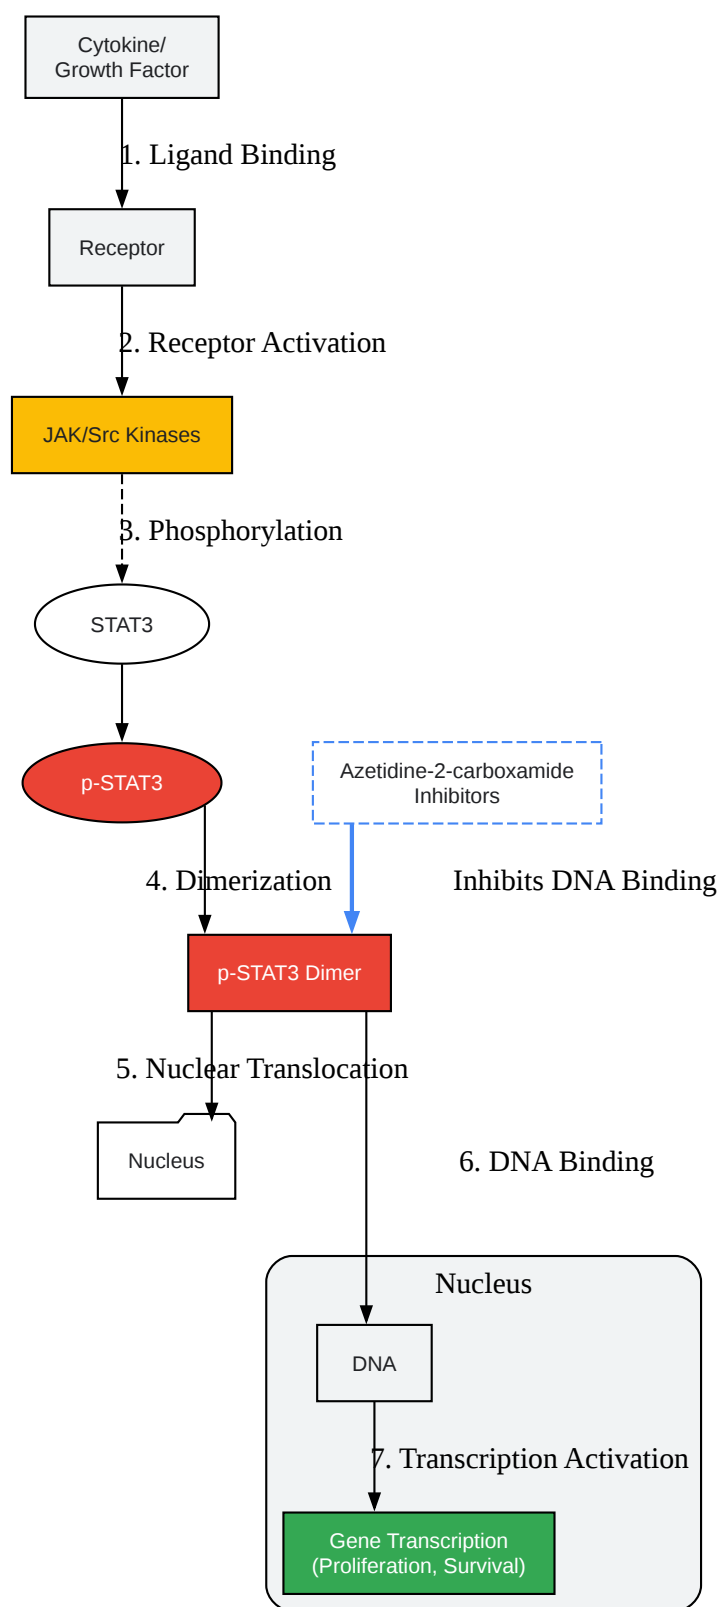 Cytokine/
Growth Factor
1. Ligand Binding
Receptor
2. Receptor Activation
JAK/Src Kinases
3. Phosphorylation
STAT3
p-STAT3
Azetidine-2-carboxamide
Inhibitors
4. Dimerization
Inhibits DNA Binding
p-STAT3 Dimer
5. Nuclear Translocation
Nucleus
6. DNA Binding
Nucleus
DNA
7. Transcription Activation
Gene Transcription
(Proliferation, Survival)